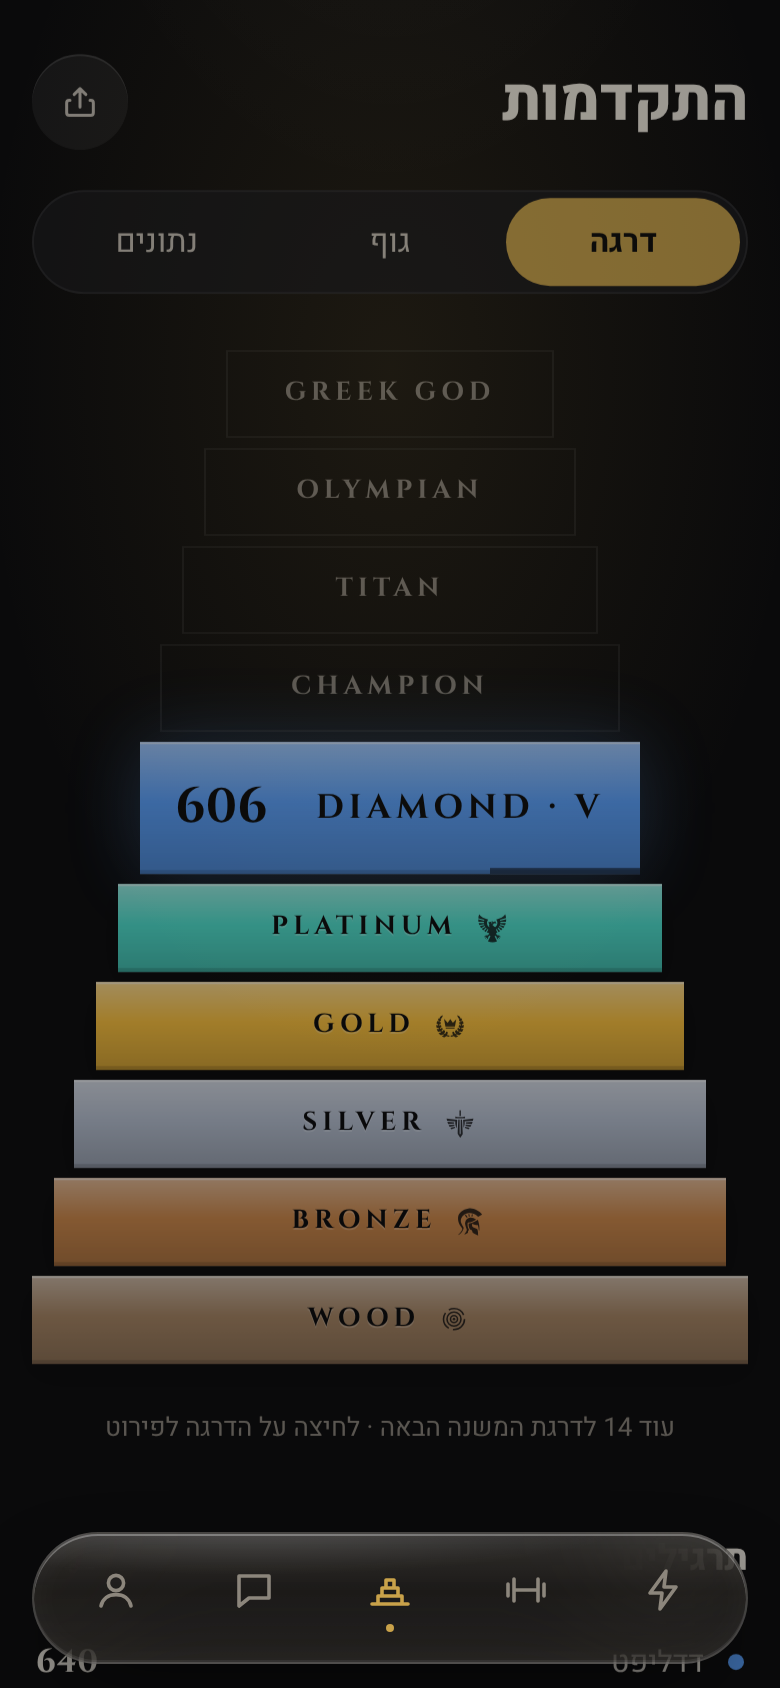 התקדמות
דרגה גוף נתונים
GREEK GOD
OLYMPIAN
TITAN
CHAMPION
606 DIAMOND · V
PLATINUM
GOLD
SILVER
BRONZE
WOOD
עוד 14 לדרגת המשנה הבאה · לחיצה על הדרגה לפירוט
דדליפט 640